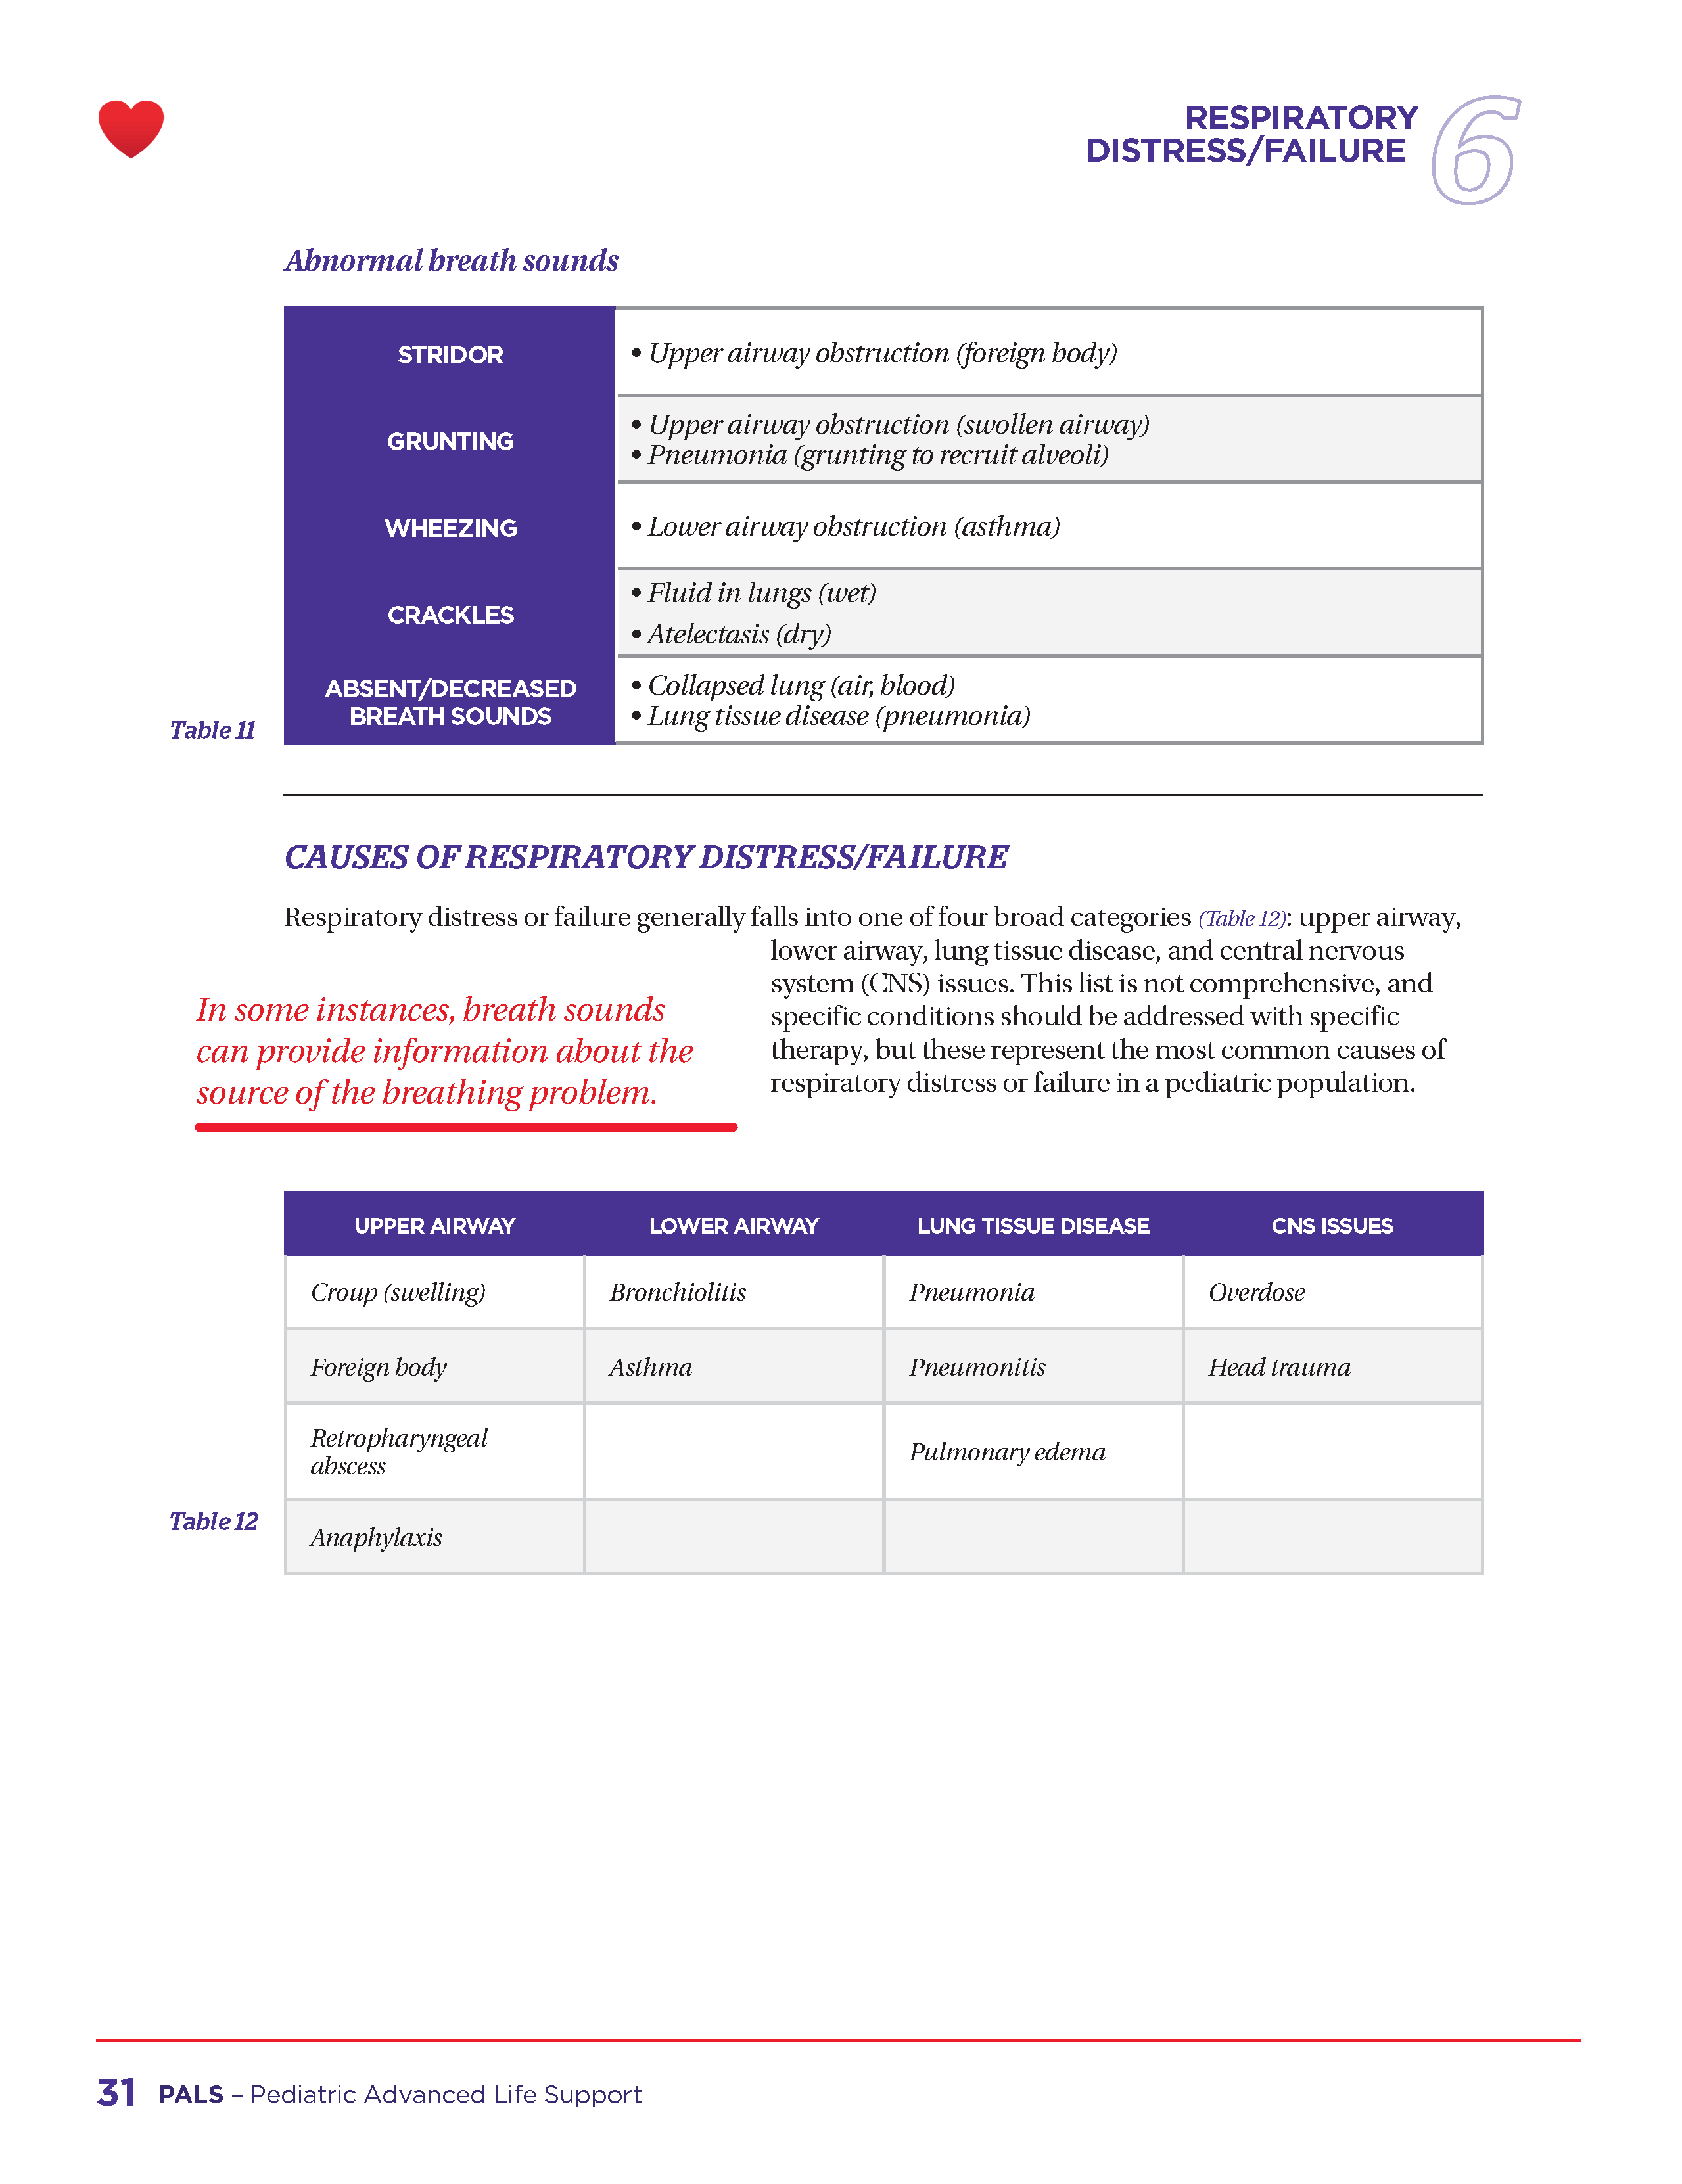 RESPIRATORY
DISTRESS/FAILURE 6
Abnormal breath sounds
STRIDOR
• Upper airway obstruction (foreign body)
GRUNTING
• Upper airway obstruction (swollen airway)
• Pneumonia (grunting to recruit alveoli)
WHEEZING
• Lower airway obstruction (asthma)
CRACKLES
• Fluid in lungs (wet)
• Atelectasis (dry)
ABSENT/DECREASED
BREATH SOUNDS
• Collapsed lung (air, blood)
• Lung tissue disease (pneumonia)
Table 11
CAUSES OF RESPIRATORY DISTRESS/FAILURE
Respiratory distress or failure generally falls into one of four broad categories (Table 12): upper airway,
lower airway, lung tissue disease, and central nervous
system (CNS) issues. This list is not comprehensive, and
specific conditions should be addressed with specific
therapy, but these represent the most common causes of
respiratory distress or failure in a pediatric population.
In some instances, breath sounds
can provide information about the
source of the breathing problem.
UPPER AIRWAY LOWER AIRWAY LUNG TISSUE DISEASE CNS ISSUES
Croup (swelling) Bronchiolitis Pneumonia Overdose
Foreign body Asthma Pneumonitis Head trauma
Retropharyngeal
abscess
Pulmonary edema
Anaphylaxis
Table 12
31 PALS – Pediatric Advanced Life Support